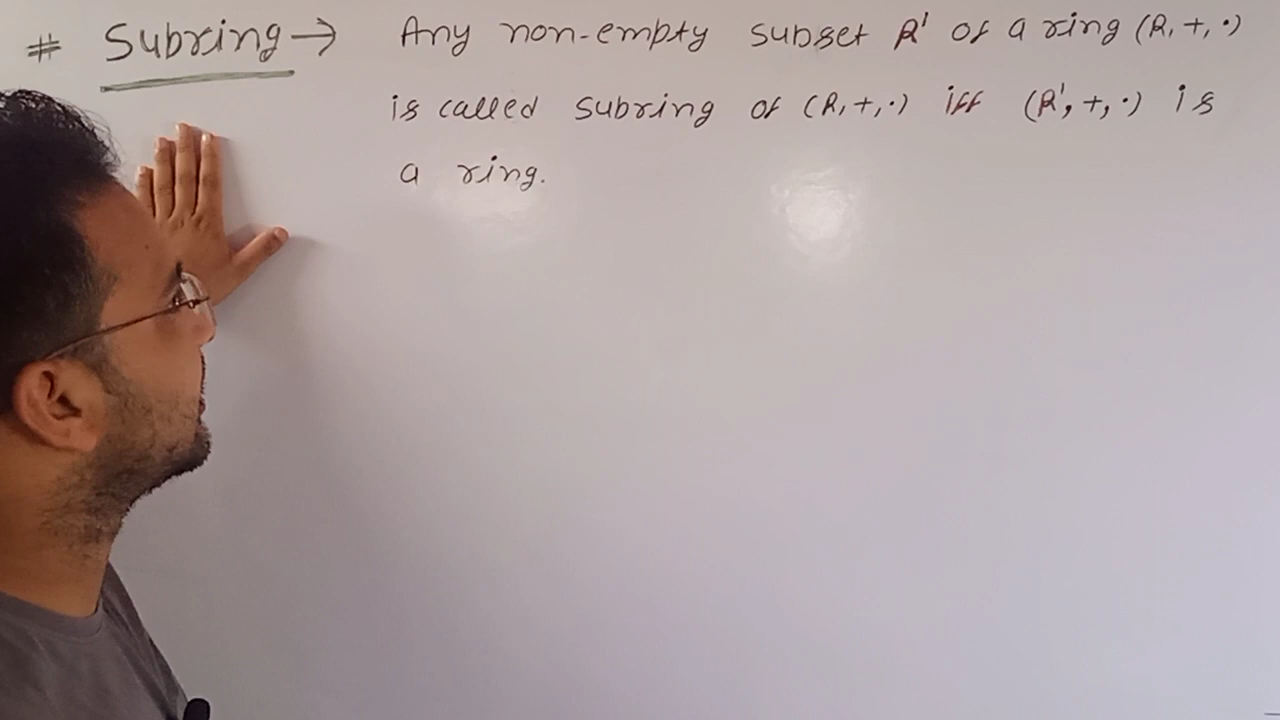 # Subring → Any non-empty subset R' of a ring (R, +, ·)
is called subring of (R, +, ·) iff (R', +, ·) is
a ring.